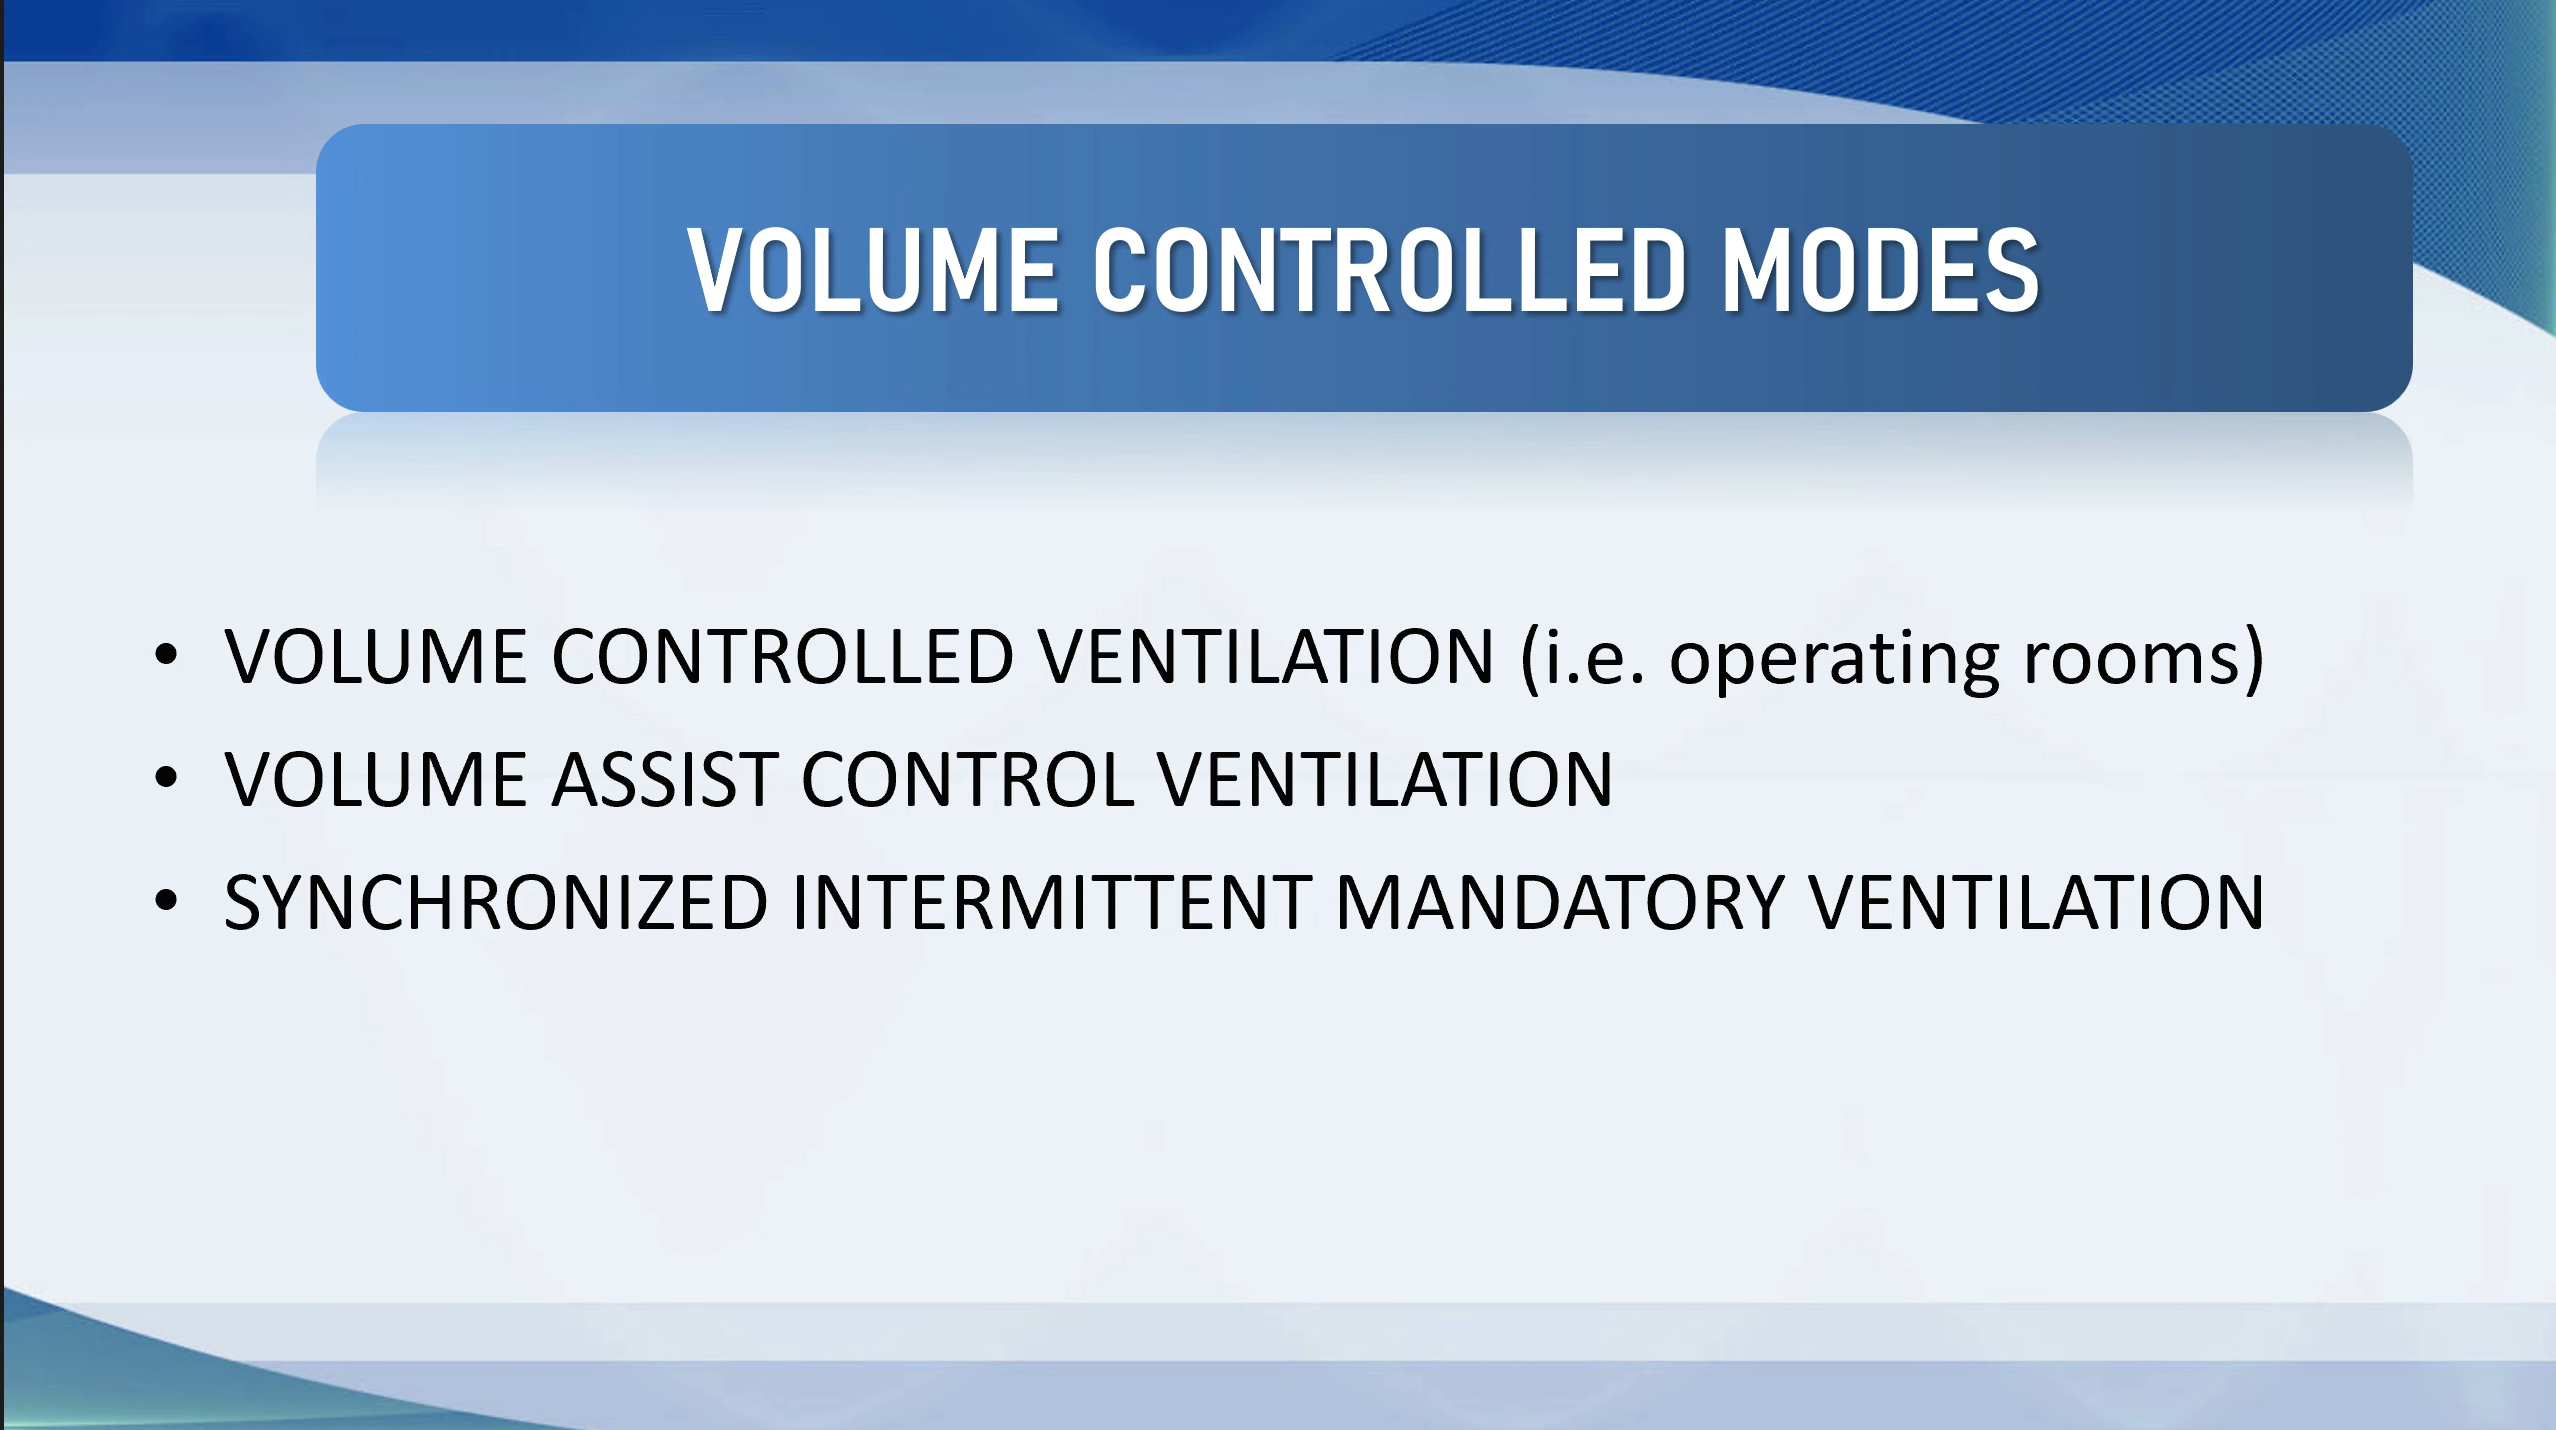 VOLUME CONTROLLED MODES
• VOLUME CONTROLLED VENTILATION (i.e. operating rooms)
• VOLUME ASSIST CONTROL VENTILATION
• SYNCHRONIZED INTERMITTENT MANDATORY VENTILATION